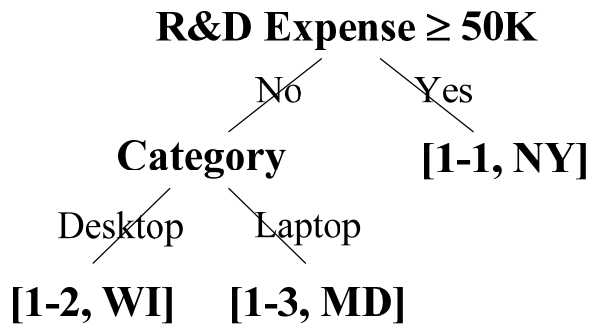 R&D Expense ≥ 50K
No
Yes
Category
[1-1, NY]
Desktop
Laptop
[1-2, WI]
[1-3, MD]